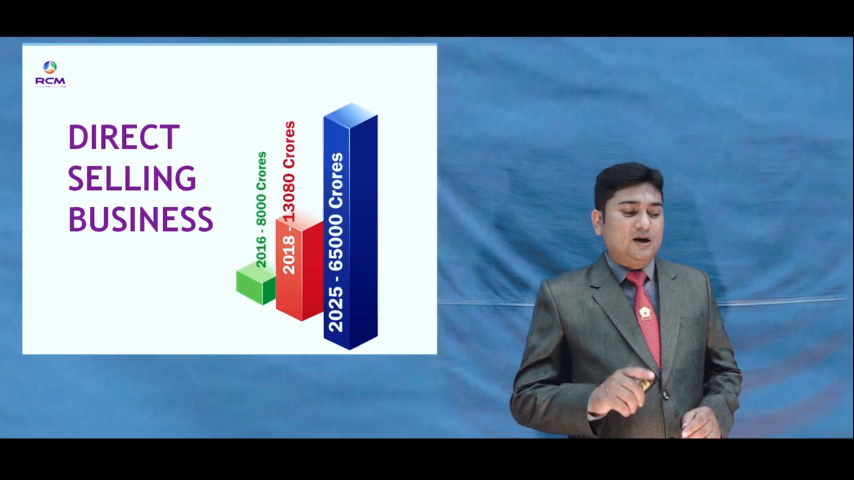 RCM
DIRECT
SELLING
BUSINESS
2016 - 8000 Crores
2018 - 13080 Crores
2025 - 65000 Crores